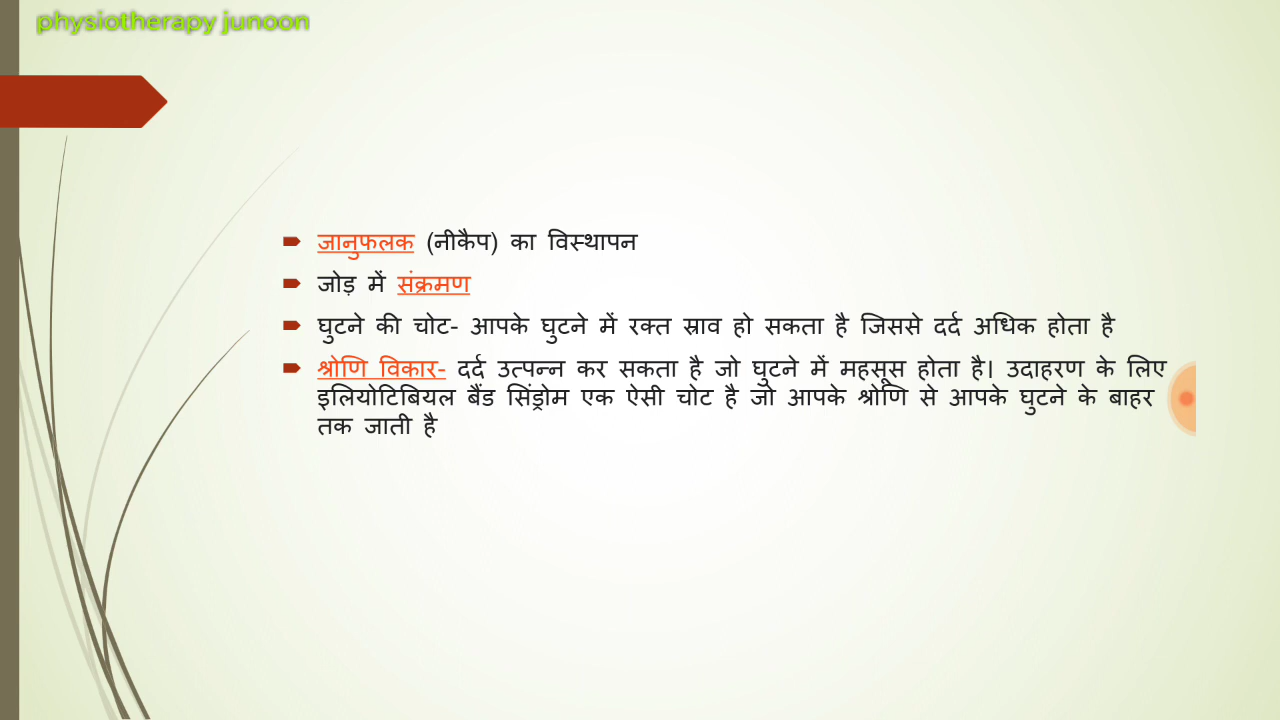 physiotherapy junoon
जानुफलक (नीकैप) का विस्थापन
जोड़ में संक्रमण
घुटने की चोट- आपके घुटने में रक्त स्राव हो सकता है जिससे दर्द अधिक होता है
श्रोणि विकार- दर्द उत्पन्न कर सकता है जो घुटने में महसूस होता है। उदाहरण के लिए
इलियोटिबियल बैंड सिंड्रोम एक ऐसी चोट है जो आपके श्रोणि से आपके घुटने के बाहर
तक जाती है